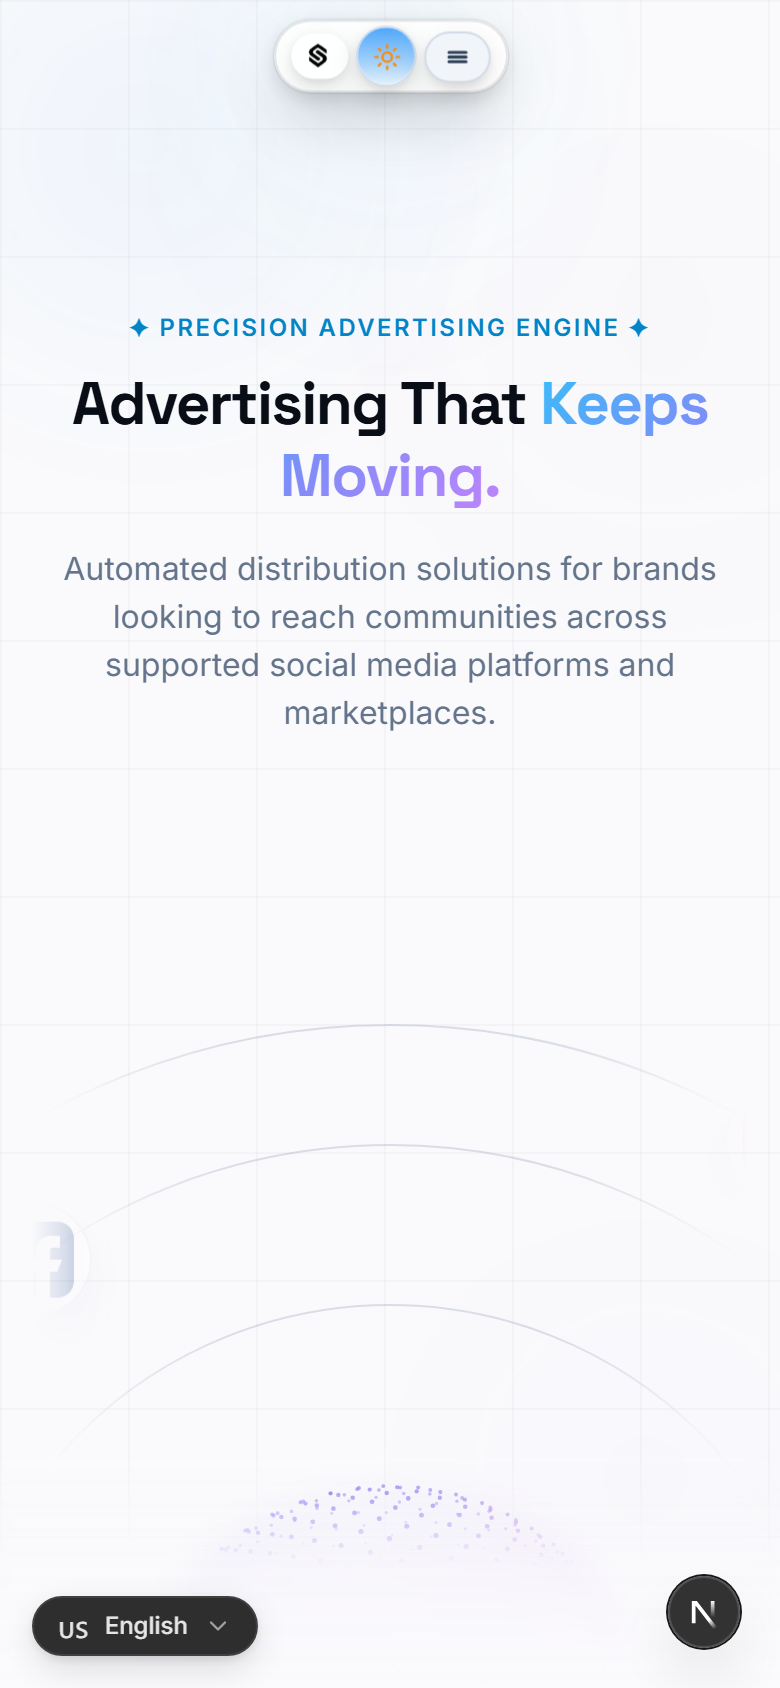 ✦ PRECISION ADVERTISING ENGINE ✦
Advertising That Keeps
Moving.
Automated distribution solutions for brands
looking to reach communities across
supported social media platforms and
marketplaces.
US English
N